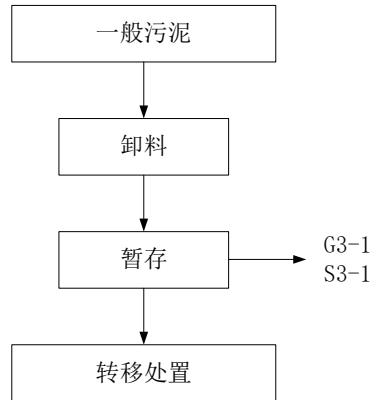 一般污泥
卸料
暂存
G3-1
S3-1
转移处置